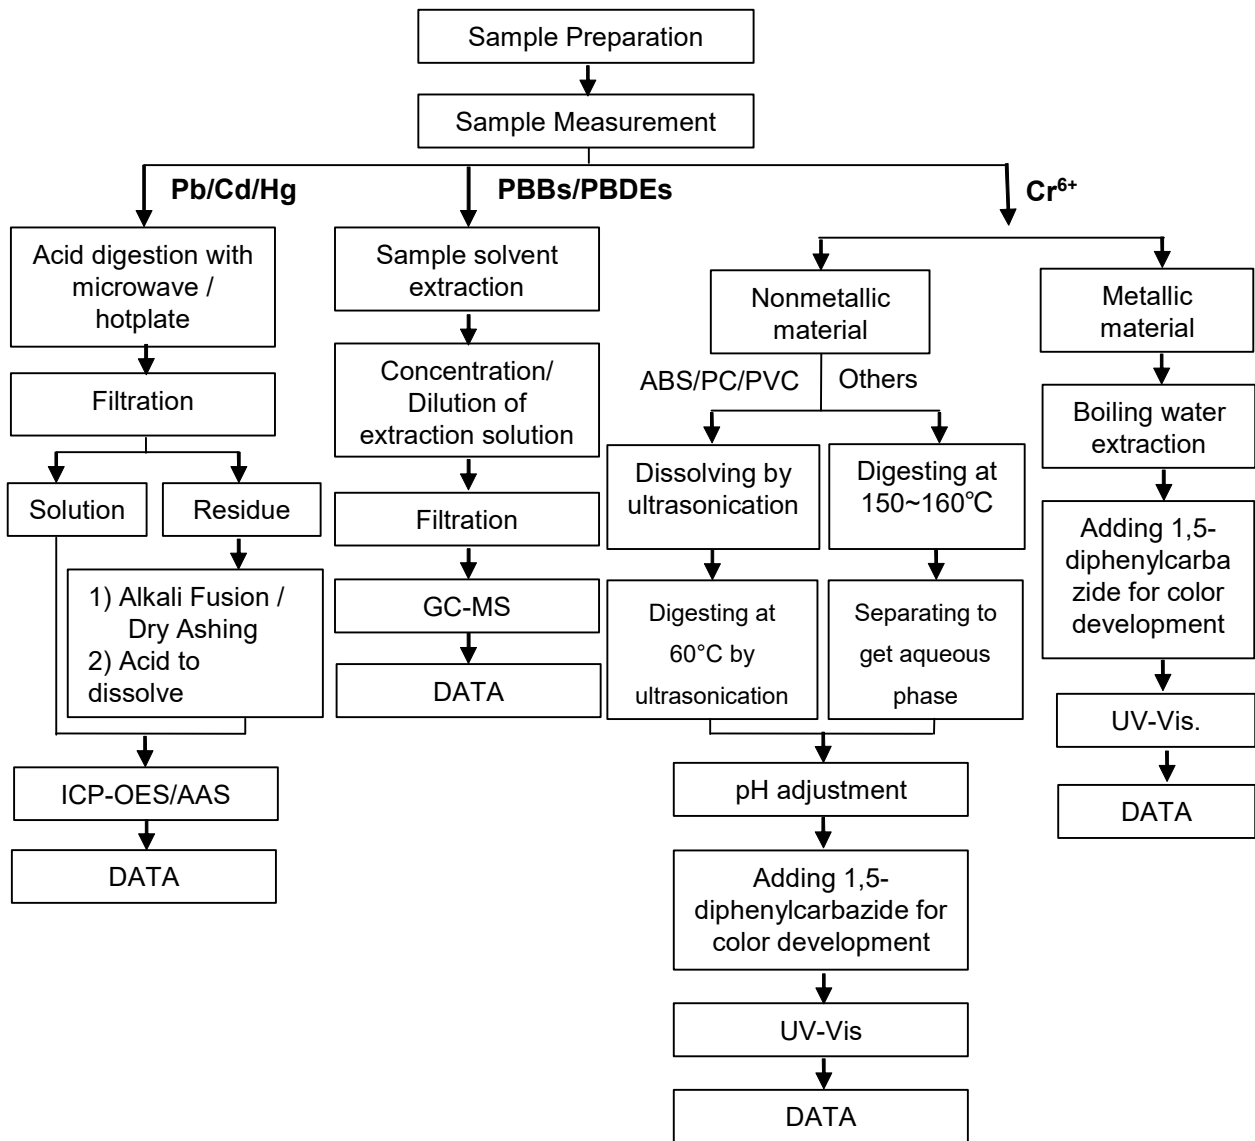 Sample Preparation
Sample Measurement
Pb/Cd/Hg
PBBs/PBDEs
Cr⁶⁺
Acid digestion with
microwave /
hotplate
Filtration
Solution
Residue
1) Alkali Fusion /
Dry Ashing
2) Acid to
dissolve
ICP-OES/AAS
DATA
Sample solvent
extraction
Concentration/
Dilution of
extraction solution
Filtration
GC-MS
DATA
Nonmetallic
material
ABS/PC/PVC
Others
Dissolving by
ultrasonication
Digesting at
60°C by
ultrasonication
Digesting at
150~160℃
Separating to
get aqueous
phase
pH adjustment
Adding 1,5-
diphenylcarbazide for
color development
UV-Vis
DATA
Metallic
material
Boiling water
extraction
Adding 1,5-
diphenylcarba
zide for color
development
UV-Vis.
DATA